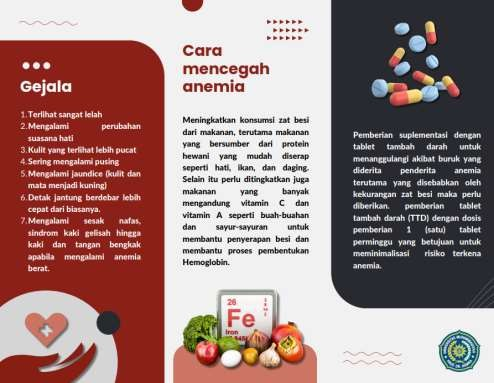 Gejala
1. Terlihat sangat lelah
2. Mengalami perubahan
suasana hati
3. Kulit yang terlihat lebih pucat
4. Sering mengalami pusing
5. Mengalami jaundice (kulit dan
mata menjadi kuning)
6. Detak jantung berdebar lebih
cepat dari biasanya.
7. Mengalami sesak nafas,
sindrom kaki gelisah hingga
kaki dan tangan bengkak
apabila mengalami anemia
berat.
Cara
mencegah
anemia
Meningkatkan konsumsi zat besi
dari makanan, terutama makanan
yang bersumber dari protein
hewani yang mudah diserap
seperti hati, ikan, dan daging.
Selain itu perlu ditingkatkan juga
makanan yang banyak
mengandung vitamin C dan
vitamin A seperti buah-buahan
dan sayur-sayuran untuk
membantu penyerapan besi dan
membantu proses pembentukan
Hemoglobin.
26
Fe
Iron
Pemberian suplementasi dengan
tablet tambah darah untuk
menanggulangi akibat buruk yang
diderita penderita anemia
terutama yang disebabkan oleh
kekurangan zat besi maka perlu
diberikan. pemberian tablet
tambah darah (TTD) dengan dosis
pemberian 1 (satu) tablet
perminggu yang betujuan untuk
meminimalisasi risiko terkena
anemia.